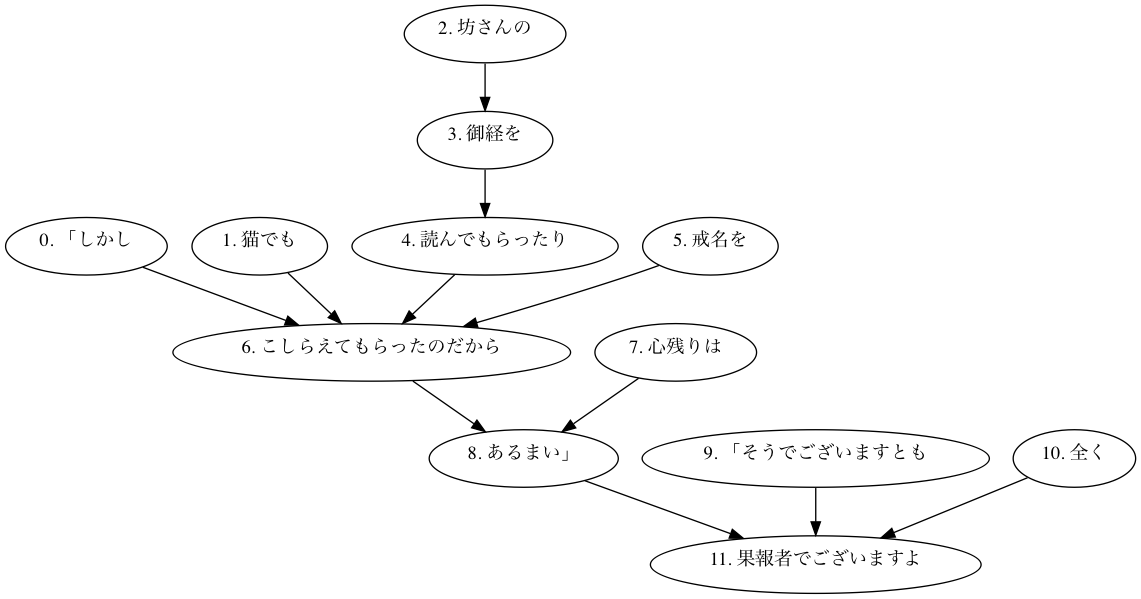 2. 坊さんの
3. 御経を
0. 「しかし
1. 猫でも
4. 読んでもらったり
5. 戒名を
6. こしらえてもらったのだから
7. 心残りは
8. あるまい」
9. 「そうでございますとも
10. 全く
11. 果報者でございますよ